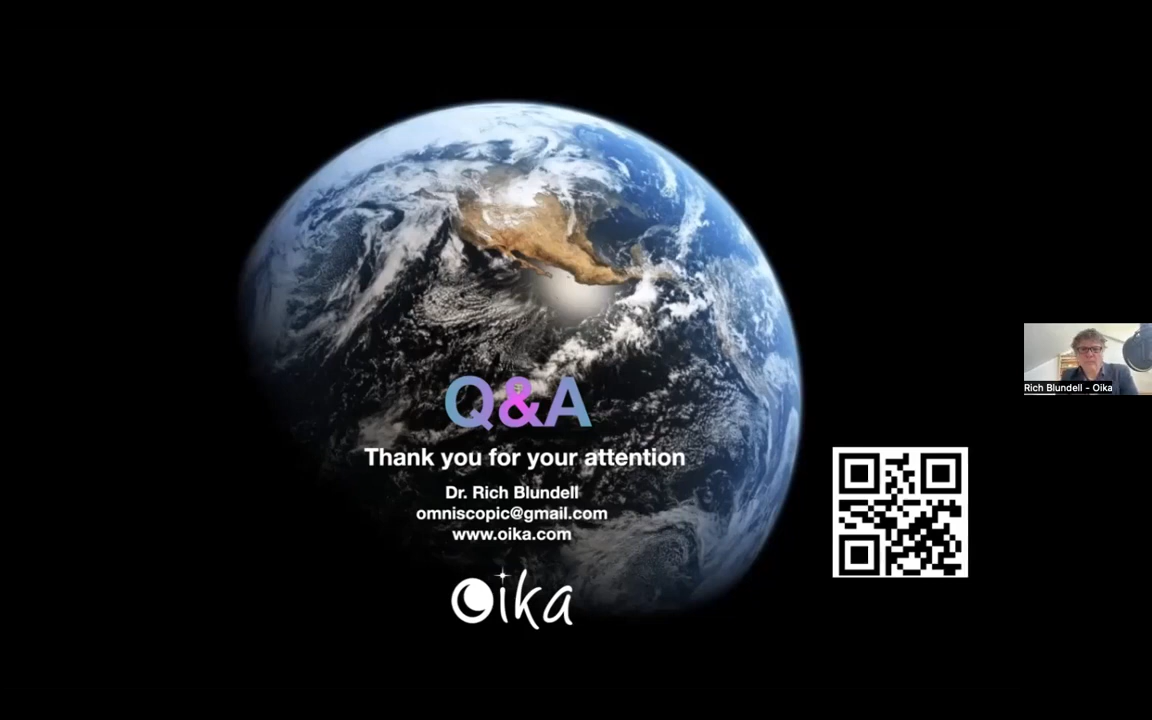 Q&A
Thank you for your attention
Dr. Rich Blundell
omniscopic@gmail.com
www.oika.com
Oika
Rich Blundell - Oika